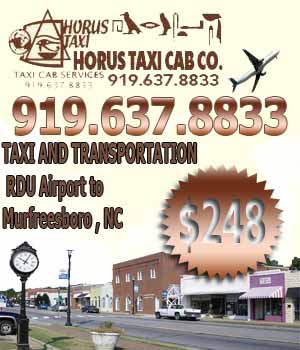 HORUS
TAXI
TAXI CAB SERVICES
919.637.8833
HORUS TAXI CAB CO.
919.637.8833
919.637.8833
TAXI AND TRANSPORTATION
RDU Airport to
Murfreesboro , NC
$248